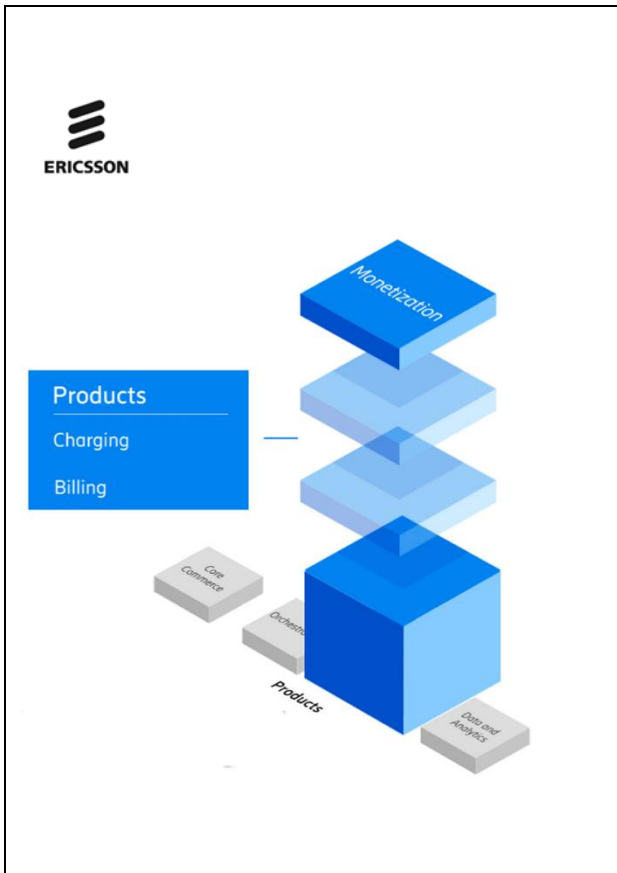 ERICSSON
Monetization
Products
Charging
Billing
Core
Commerce
Products
Data and
Analytics